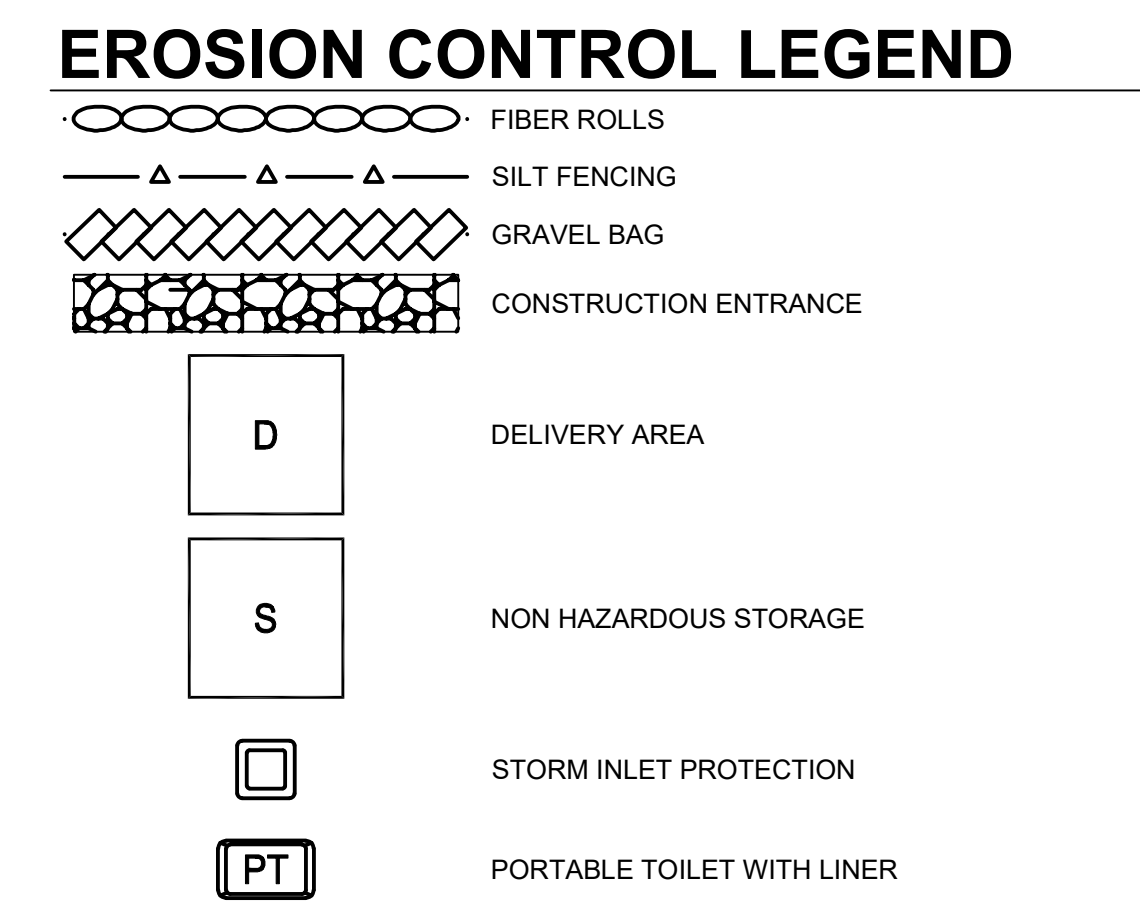 EROSION CONTROL LEGEND
FIBER ROLLS
SILT FENCING
GRAVEL BAG
CONSTRUCTION ENTRANCE
D DELIVERY AREA
S NON HAZARDOUS STORAGE
STORM INLET PROTECTION
PT PORTABLE TOILET WITH LINER